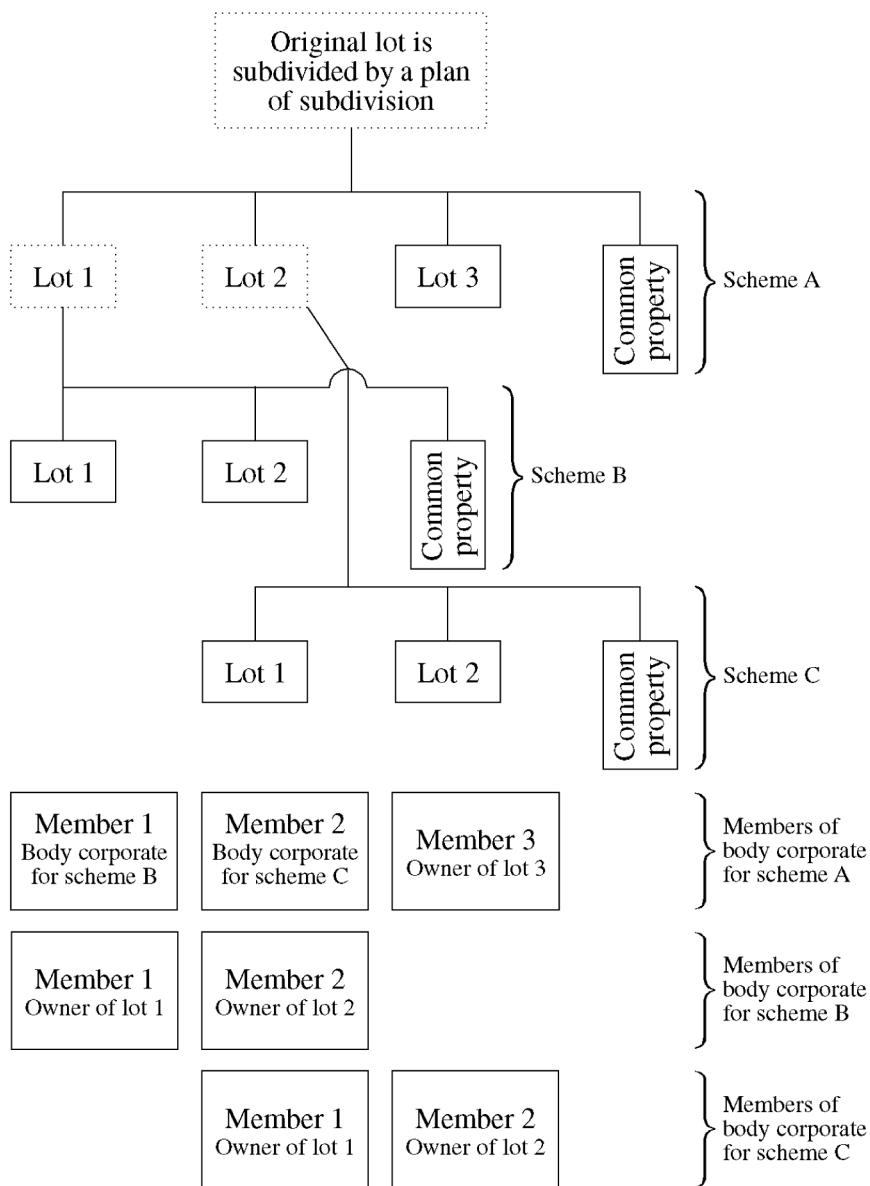 Original lot is
subdivided by a plan
of subdivision
Lot 1
Lot 2
Lot 3
Common
property
Scheme A
Lot 1
Lot 2
Common
property
Scheme B
Lot 1
Lot 2
Common
property
Scheme C
Member 1
Body corporate
for scheme B
Member 2
Body corporate
for scheme C
Member 3
Owner of lot 3
Members of
body corporate
for scheme A
Member 1
Owner of lot 1
Member 2
Owner of lot 2
Members of
body corporate
for scheme B
Member 1
Owner of lot 1
Member 2
Owner of lot 2
Members of
body corporate
for scheme C